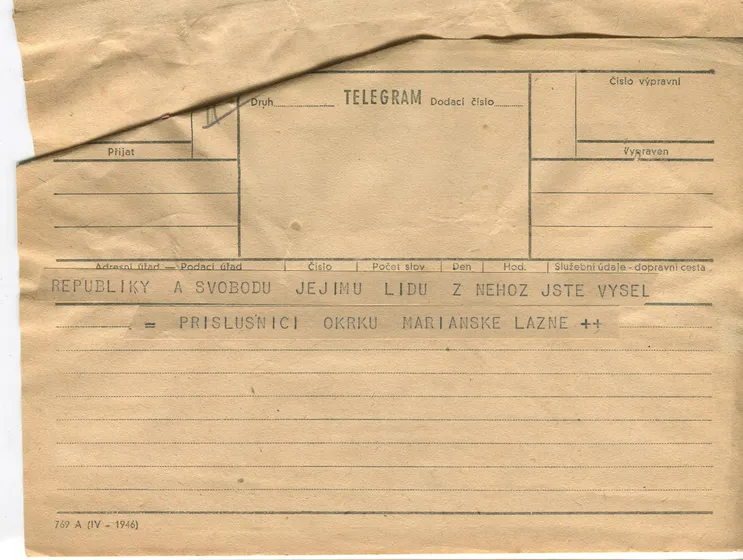 Druh TELEGRAM Dodací číslo
Číslo výpravní
Přijat
Vypraven
Adresní úřad — Podací úřad | Číslo | Počet slov | Den | Hod. | Služební údaje - dopravní cesta
REPUBLIKY A SVOBODU JEJIMU LIDU Z NEHOZ JSTE VYSEL
= PRISLUSNICI OKRKU MARIANSKE LAZNE ++
769 A (IV - 1946)